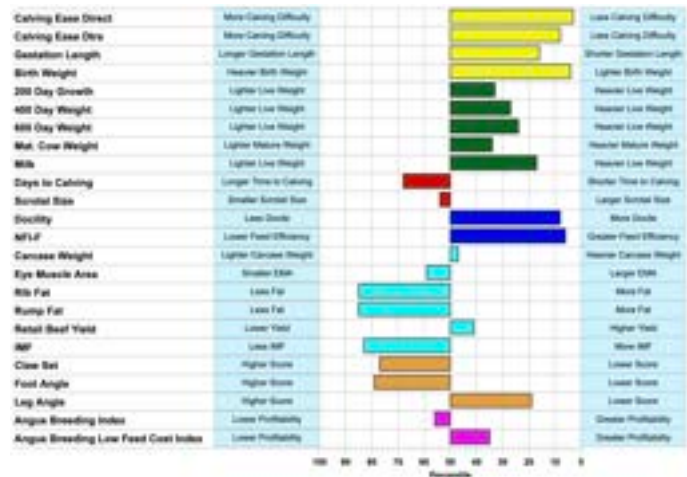 Calving Ease Direct More Calving Difficulty Less Calving Difficulty
Calving Ease Dtrs More Calving Difficulty Less Calving Difficulty
Gestation Length Longer Gestation Length Shorter Gestation Length
Birth Weight Heavier Birth Weight Lighter Birth Weight
200 Day Growth Lighter Live Weight Heavier Live Weight
400 Day Weight Lighter Live Weight Heavier Live Weight
600 Day Weight Lighter Live Weight Heavier Live Weight
Mat. Cow Weight Lighter Mature Weight Heavier Mature Weight
Milk Lighter Live Weight Heavier Live Weight
Days to Calving Longer Time to Calving Shorter Time to Calving
Scrotal Size Smaller Scrotal Size Larger Scrotal Size
Docility Less Docile More Docile
NFI-F Lower Feed Efficiency Greater Feed Efficiency
Carcase Weight Lighter Carcase Weight Heavier Carcase Weight
Eye Muscle Area Smaller EMA Larger EMA
Rib Fat Less Fat More Fat
Rump Fat Less Fat More Fat
Retail Beef Yield Lower Yield Higher Yield
IMF Less IMF More IMF
Claw Set Higher Score Lower Score
Foot Angle Higher Score Lower Score
Leg Angle Higher Score Lower Score
Angus Breeding Index Lower Profitability Greater Profitability
Angus Breeding Low Feed Cost Index Lower Profitability Greater Profitability
100 90 80 70 60 50 40 30 20 10 0
Percentile